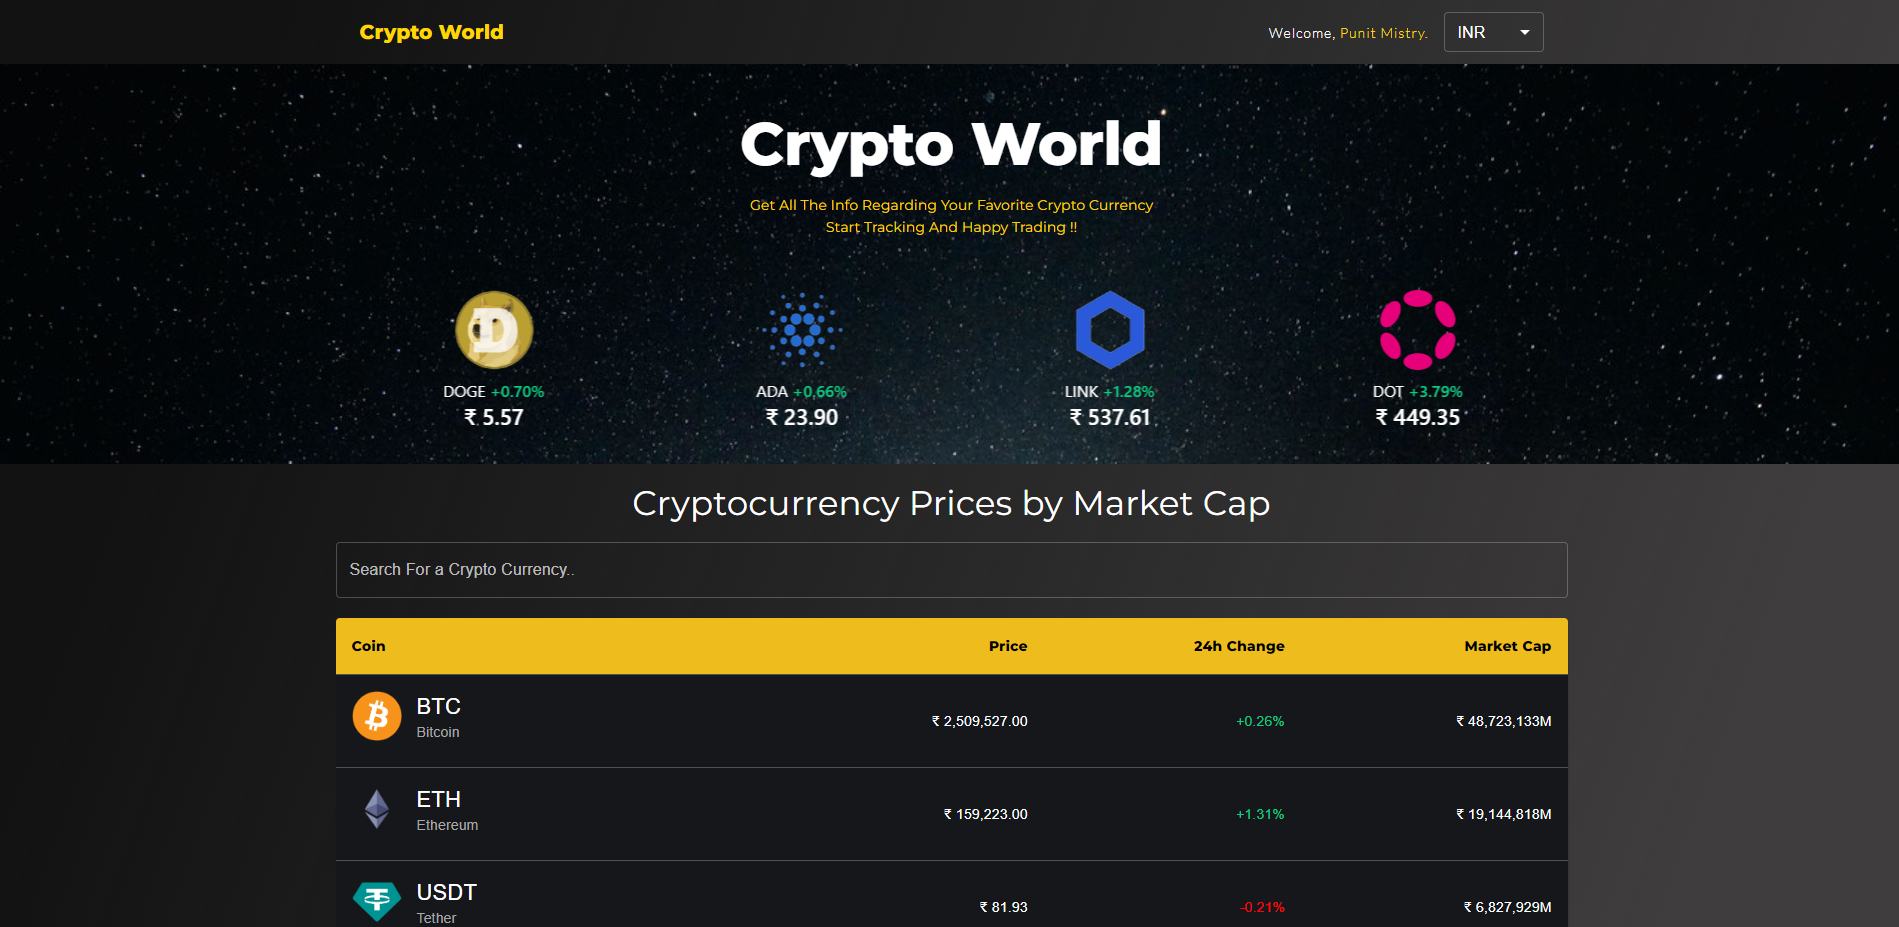 Crypto World
Welcome, Punit Mistry.
INR
Crypto World
Get All The Info Regarding Your Favorite Crypto Currency
Start Tracking And Happy Trading !!
DOGE +0.70%
₹ 5.57
ADA +0.66%
₹ 23.90
LINK +1.28%
₹ 537.61
DOT +3.79%
₹ 449.35
Cryptocurrency Prices by Market Cap
Search For a Crypto Currency..
Coin Price 24h Change Market Cap
BTC
Bitcoin
₹ 2,509,527.00 +0.26% ₹ 48,723,133M
ETH
Ethereum
₹ 159,223.00 +1.31% ₹ 19,144,818M
USDT
Tether
₹ 81.93 -0.21% ₹ 6,827,929M